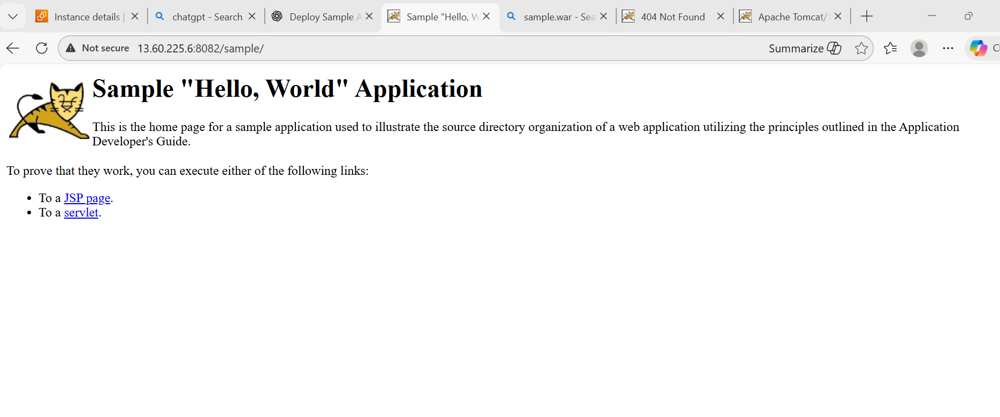 Instance details
chatgpt - Search
Deploy Sample A
Sample "Hello, W
sample.war - Sea
404 Not Found
Apache Tomcat/1
Not secure 13.60.225.6:8082/sample/ Summarize
Sample "Hello, World" Application
This is the home page for a sample application used to illustrate the source directory organization of a web application utilizing the principles outlined in the Application
Developer's Guide.
To prove that they work, you can execute either of the following links:
• To a JSP page.
• To a servlet.